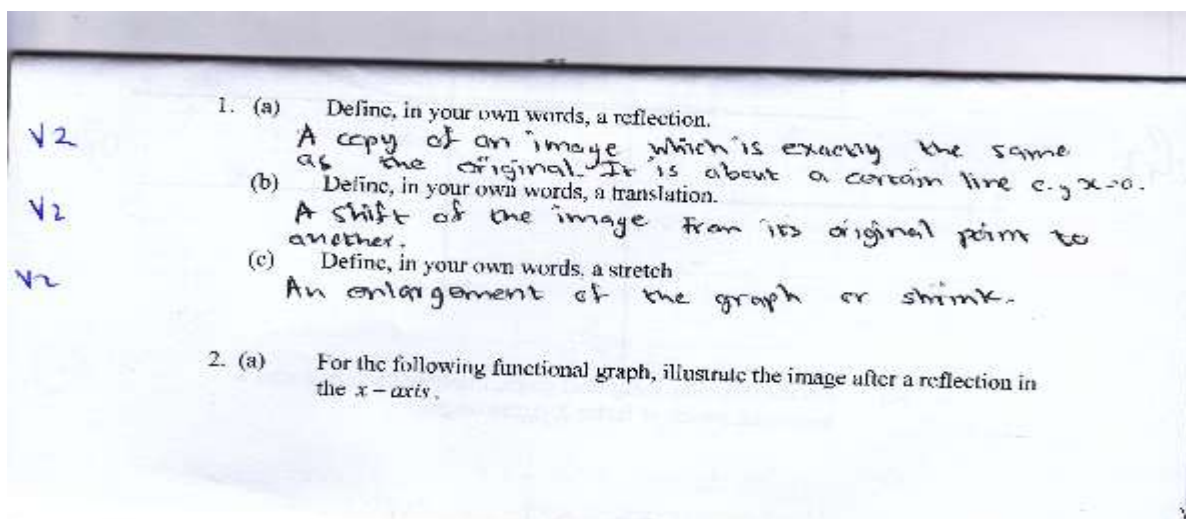 1. (a) Define, in your own words, a reflection.
√2 A copy of an image which is exactly the same
as the original. It is about a certain line e.g x=0.
(b) Define, in your own words, a translation.
√2 A shift of the image from its original point to
another.
(c) Define, in your own words, a stretch
√2 An enlargement of the graph or shrink.
2. (a) For the following functional graph, illustrate the image after a reflection in
the x – axis.